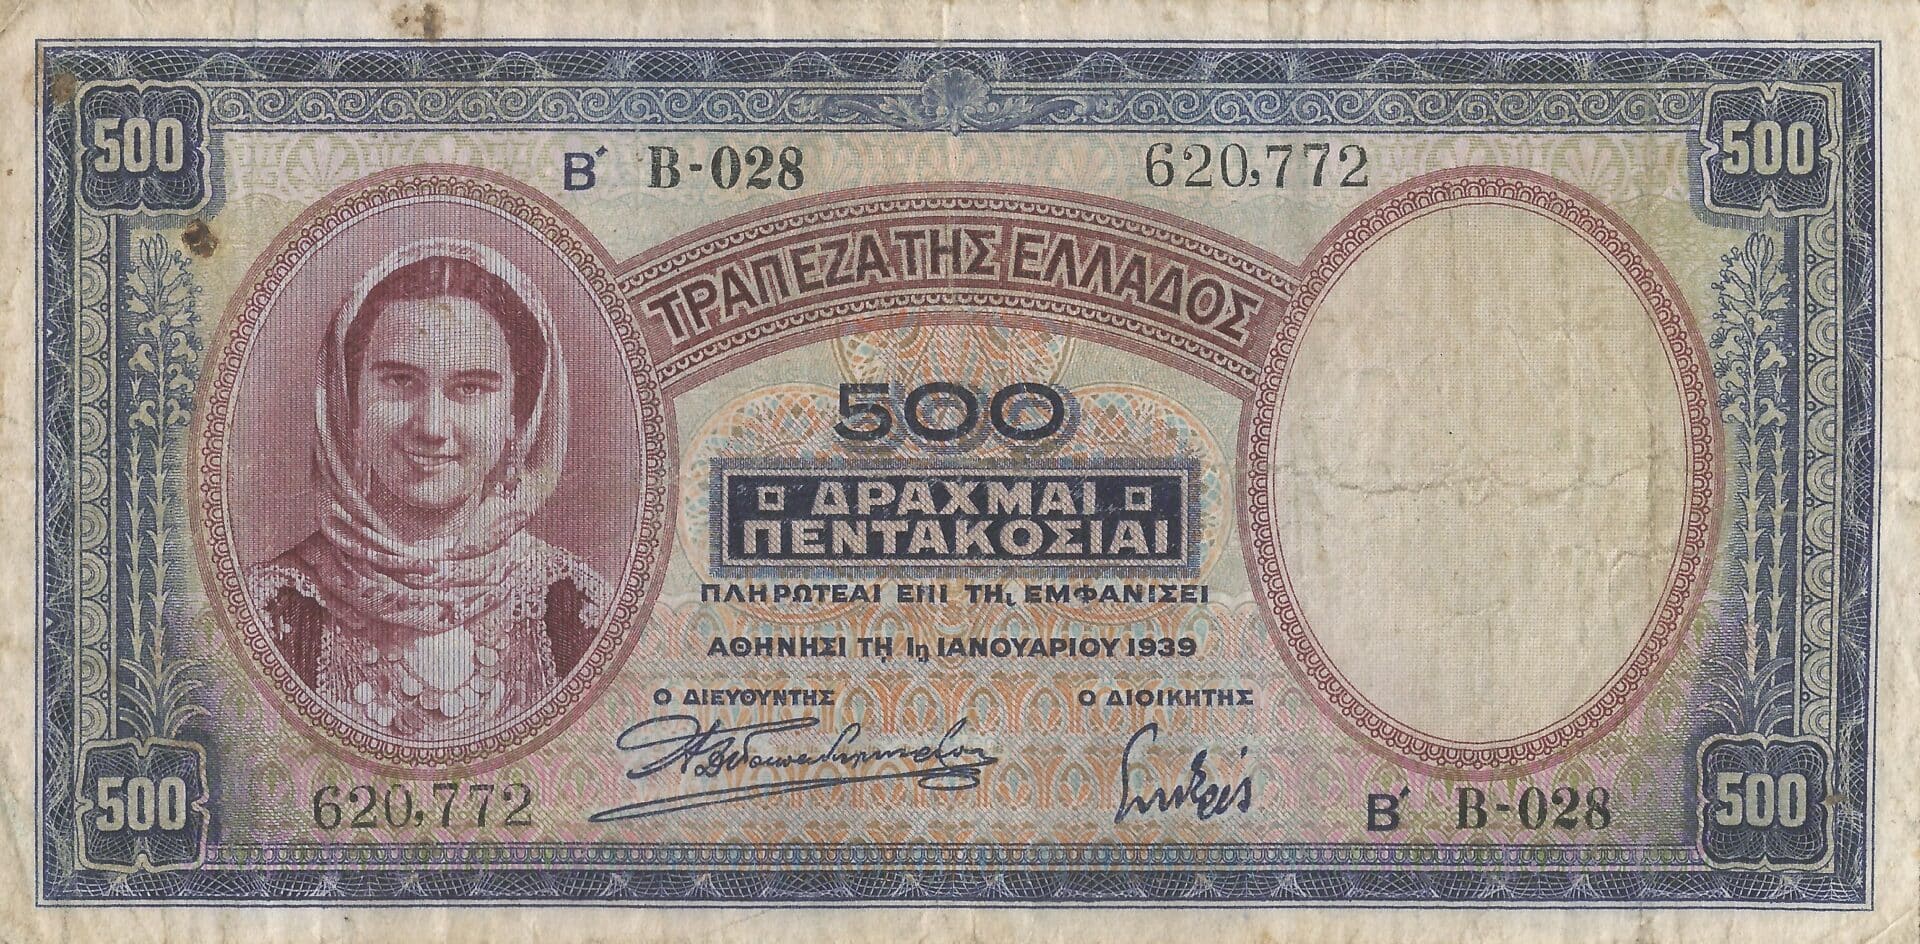 500 500
Β΄ B-028 620,772
ΤΡΑΠΕΖΑ ΤΗΣ ΕΛΛΑΔΟΣ
500
ΔΡΑΧΜΑΙ
ΠΕΝΤΑΚΟΣΙΑΙ
ΠΛΗΡΩΤΕΑΙ ΕΠΙ ΤΗι ΕΜΦΑΝΙΣΕΙ
ΑΘΗΝΗΣΙ ΤΗ 1η ΙΑΝΟΥΑΡΙΟΥ 1939
Ο ΔΙΕΥΘΥΝΤΗΣ Ο ΔΙΟΙΚΗΤΗΣ
620,772 Β΄ B-028
500 500